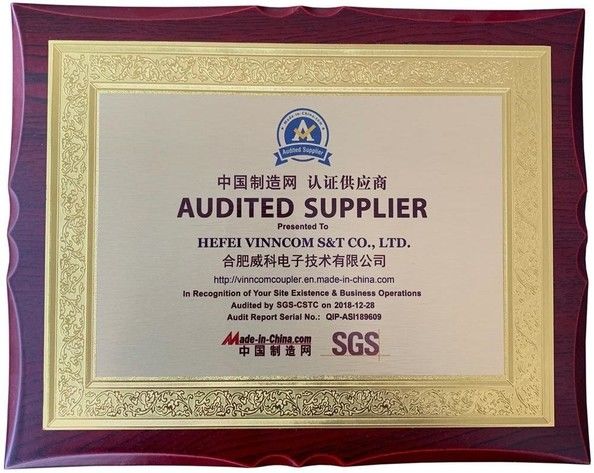 Made-in-China.com
Audited Supplier
中国制造网 认证供应商
AUDITED SUPPLIER
Presented To
HEFEI VINNCOM S&T CO., LTD.
合肥威科电子技术有限公司
http://vinncomcoupler.en.made-in-china.com
In Recognition of Your Site Existence & Business Operations
Audited by SGS-CSTC on 2018-12-28
Audit Report Serial No.: QIP-ASI189609
Made-in-China.com
中国制造网
SGS